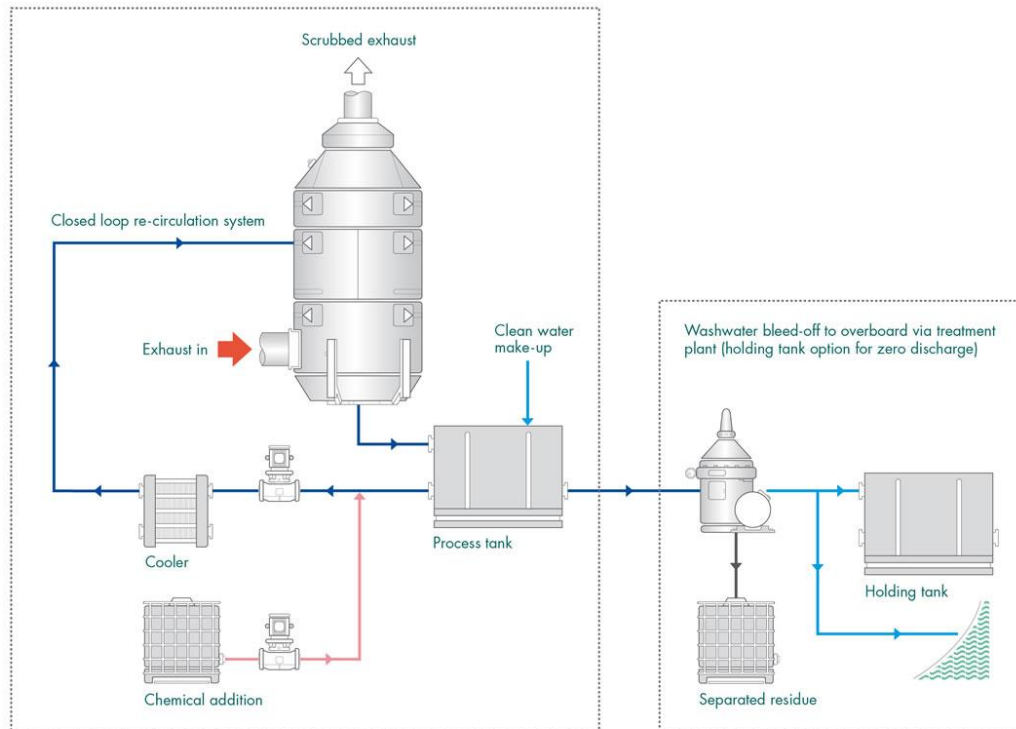 Scrubbed exhaust
Closed loop re-circulation system
Exhaust in
Clean water
make-up
Washwater bleed-off to overboard via treatment
plant (holding tank option for zero discharge)
Cooler
Process tank
Holding tank
Chemical addition
Separated residue